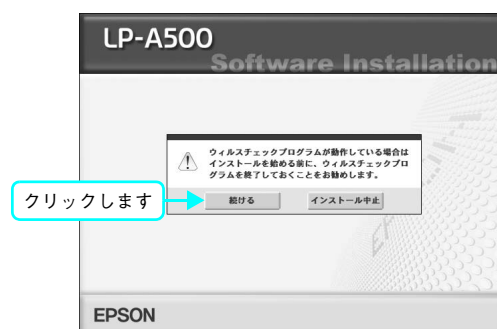 LP-A500
Software Installation
ウィルスチェックプログラムが動作している場合は
インストールを始める前に、ウィルスチェックプロ
グラムを終了しておくことをお勧めします。
クリックします
続ける
インストール中止
EPSON